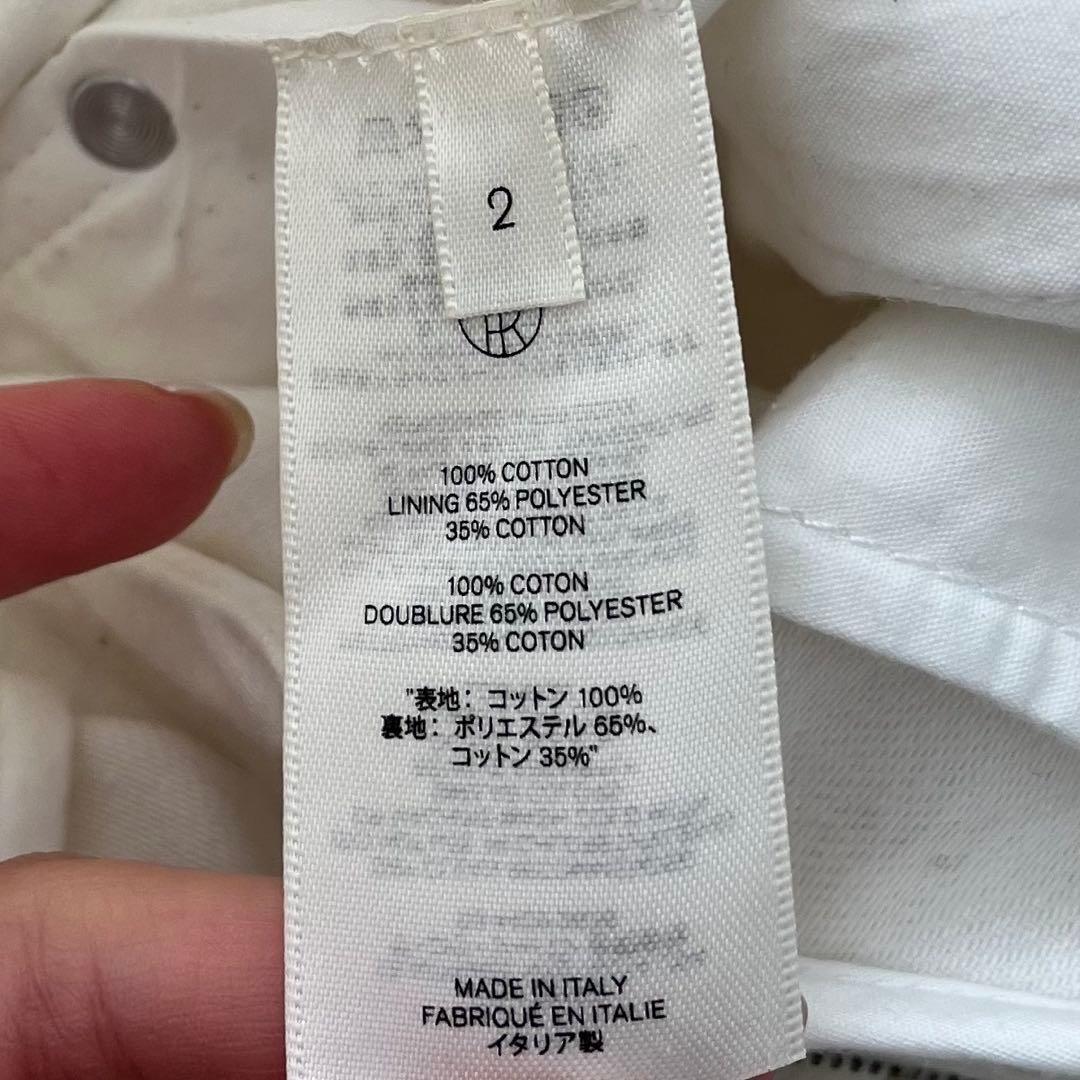 2
100% COTTON
LINING 65% POLYESTER
35% COTTON
100% COTON
DOUBLURE 65% POLYESTER
35% COTON
"表地: コットン 100%
裏地: ポリエステル 65%、
コットン 35%"
MADE IN ITALY
FABRIQUÉ EN ITALIE
イタリア製